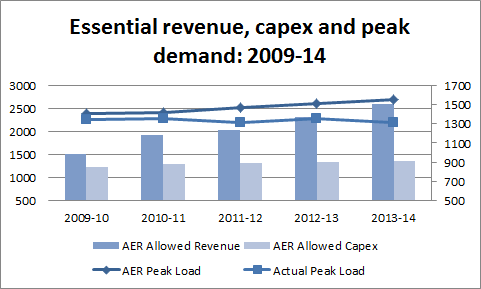 Essential revenue, capex and peak
demand: 2009-14
3000
2500
2000
1500
1000
500
1700
1500
1300
1100
900
700
500
2009-10 2010-11 2011-12 2012-13 2013-14
AER Allowed Revenue AER Allowed Capex
AER Peak Load Actual Peak Load